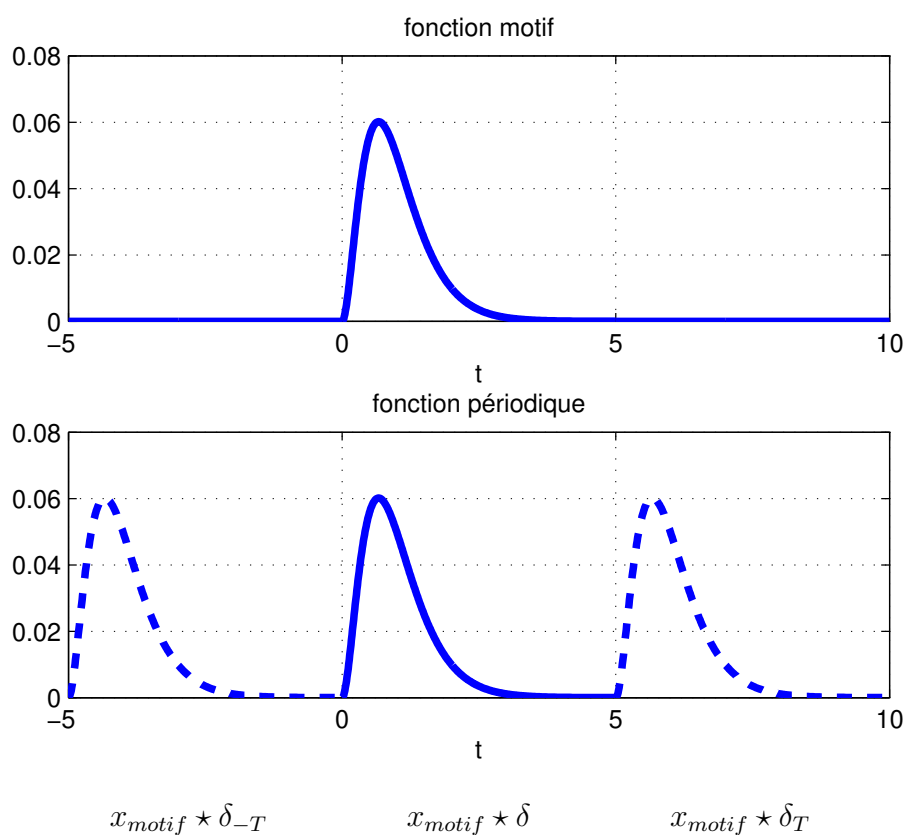 fonction motif
0.08
0.06
0.04
0.02
0
−5 0 5 10
t
fonction périodique
0.08
0.06
0.04
0.02
0
−5 0 5 10
t
x_{motif} ⋆ δ_{−T} x_{motif} ⋆ δ x_{motif} ⋆ δ_T